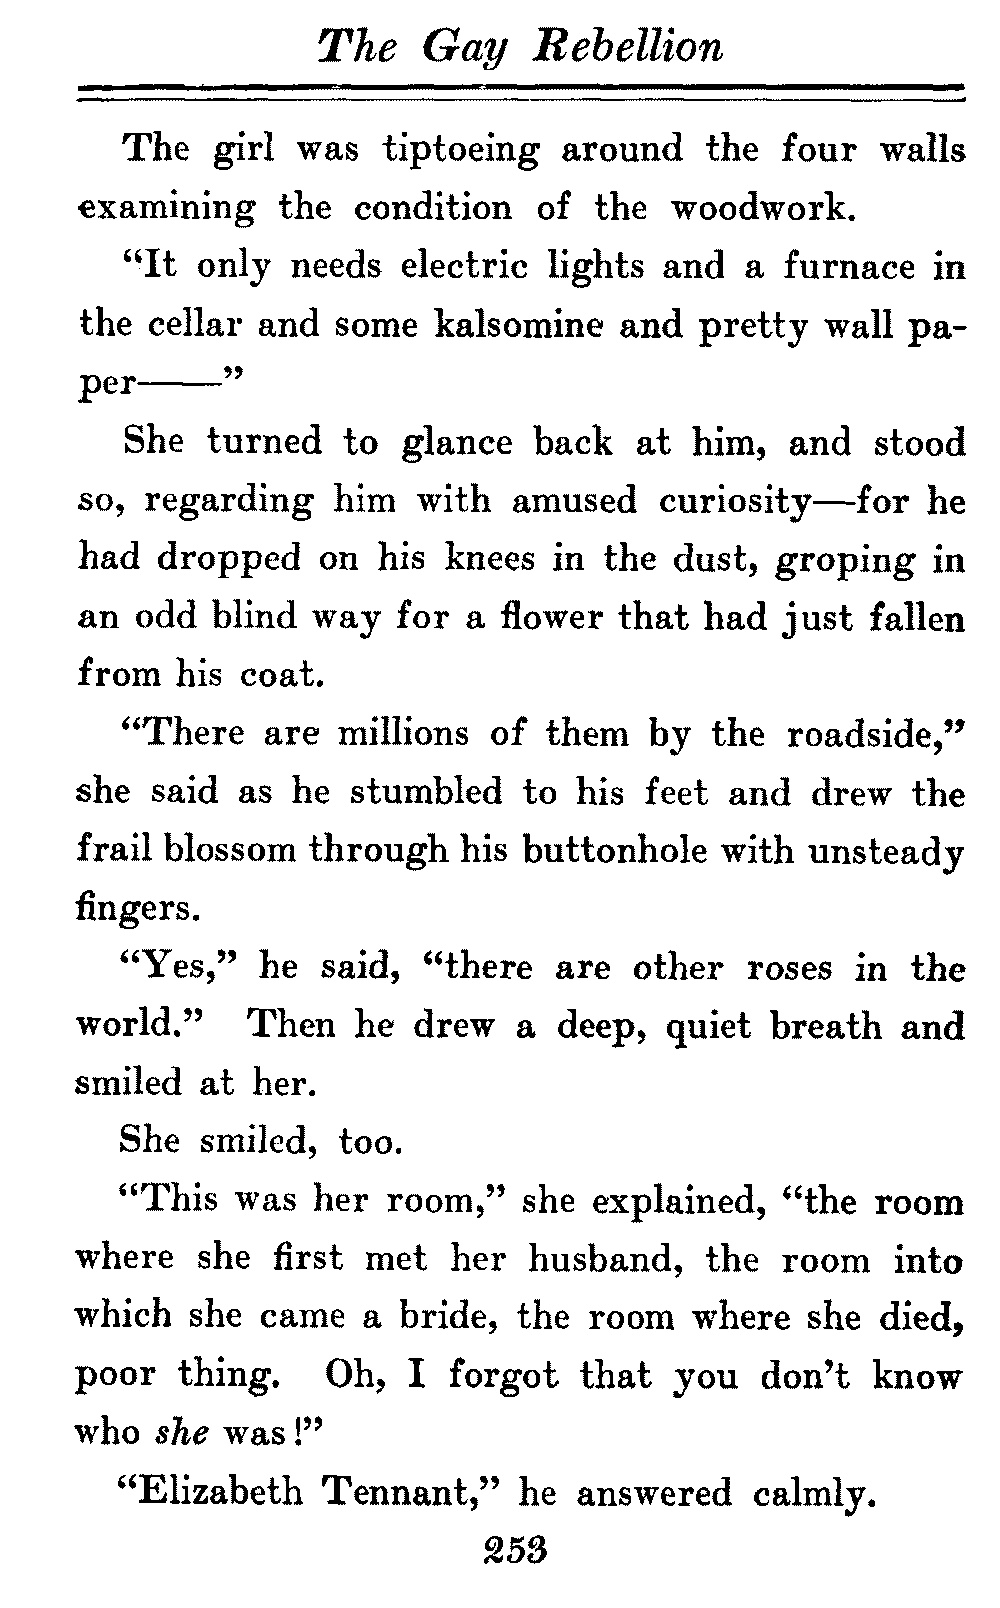 The Gay Rebellion
The girl was tiptoeing around the four walls
examining the condition of the woodwork.
“It only needs electric lights and a furnace in
the cellar and some kalsomine and pretty wall pa-
per——”
She turned to glance back at him, and stood
so, regarding him with amused curiosity—for he
had dropped on his knees in the dust, groping in
an odd blind way for a flower that had just fallen
from his coat.
“There are millions of them by the roadside,”
she said as he stumbled to his feet and drew the
frail blossom through his buttonhole with unsteady
fingers.
“Yes,” he said, “there are other roses in the
world.” Then he drew a deep, quiet breath and
smiled at her.
She smiled, too.
“This was her room,” she explained, “the room
where she first met her husband, the room into
which she came a bride, the room where she died,
poor thing. Oh, I forgot that you don’t know
who she was!”
“Elizabeth Tennant,” he answered calmly.
253